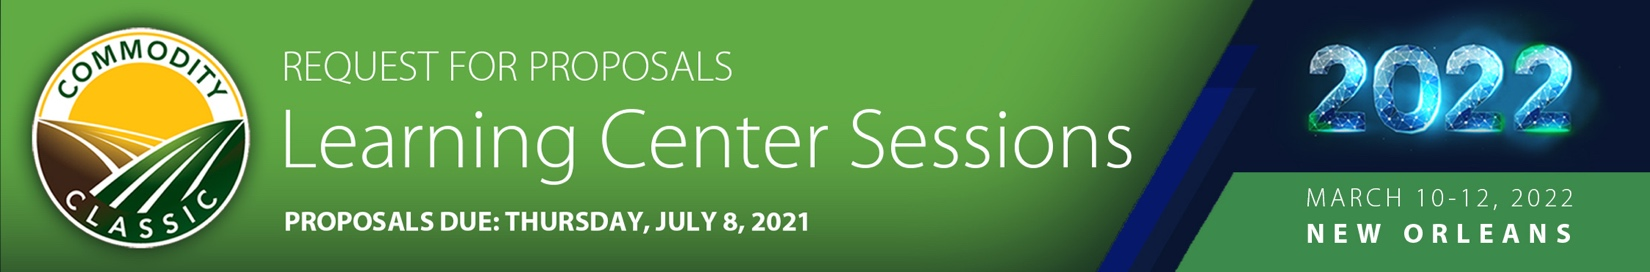 COMMODITY
CLASSIC
REQUEST FOR PROPOSALS
Learning Center Sessions
PROPOSALS DUE: THURSDAY, JULY 8, 2021
2022
MARCH 10-12, 2022
NEW ORLEANS